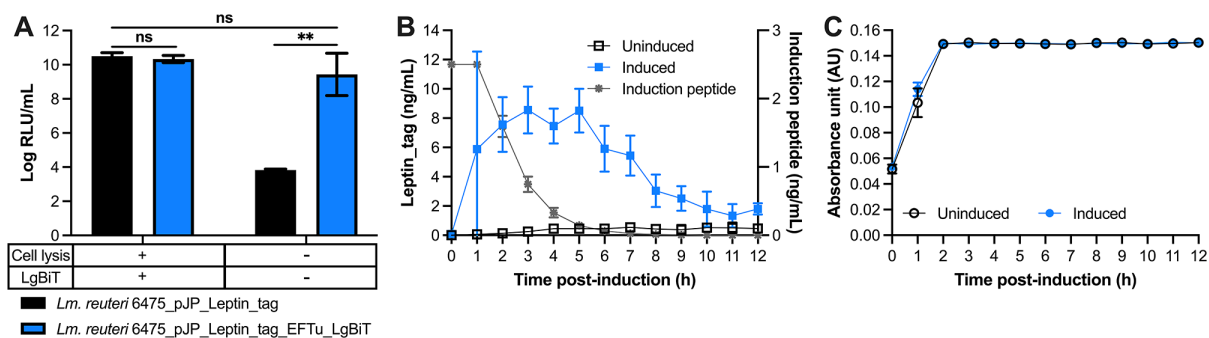 A
ns
ns
**
12
10
8
6
4
2
0
Log RLU/mL
Cell lysis + -
LgBiT + -
Lm. reuteri 6475_pJP_Leptin_tag
Lm. reuteri 6475_pJP_Leptin_tag_EFTu_LgBiT
B
14
12
10
8
6
4
2
0
Leptin_tag (ng/mL)
Uninduced
Induced
Induction peptide
3
2
1
0
Induction peptide (ng/mL)
0 1 2 3 4 5 6 7 8 9 10 11 12
Time post-induction (h)
C
0.16
0.14
0.12
0.10
0.08
0.06
0.04
0.02
0.00
Absorbance unit (AU)
Uninduced Induced
0 1 2 3 4 5 6 7 8 9 10 11 12
Time post-induction (h)